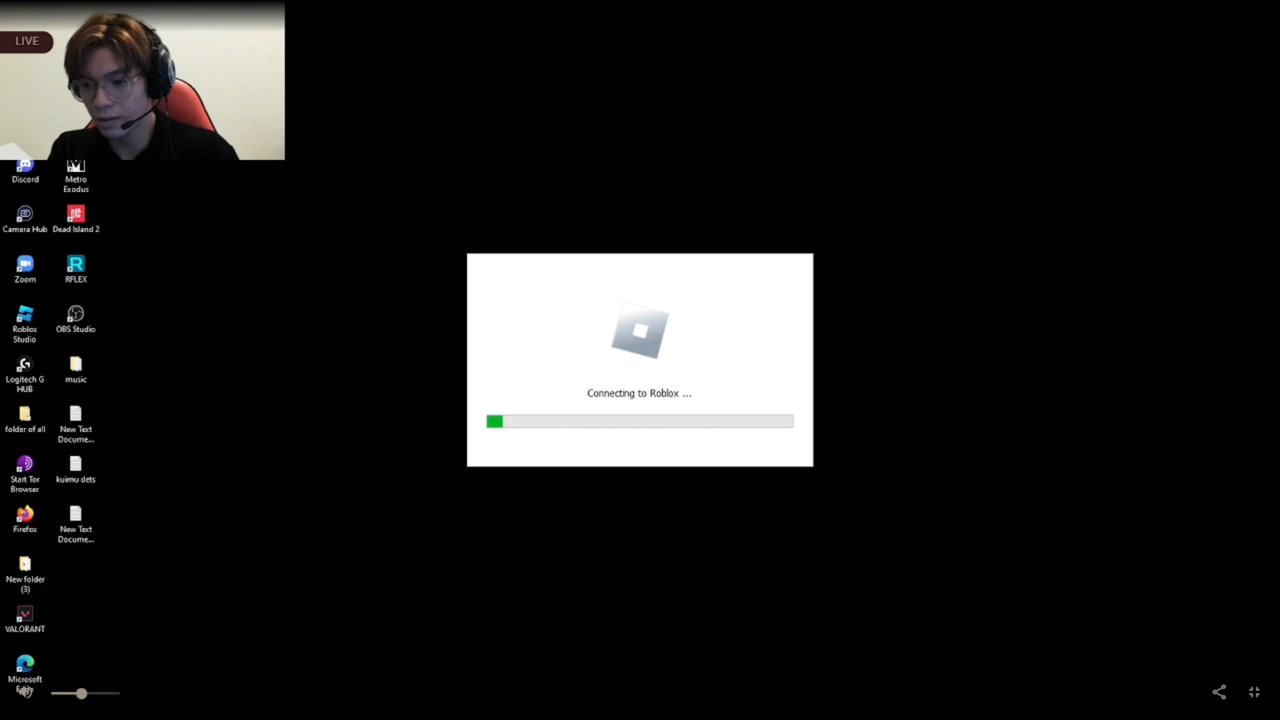 LIVE
Discord
Metro
Exodus
Camera Hub
Dead Island 2
Zoom
RFLEX
Roblox
Studio
OBS Studio
Logitech G
HUB
music
folder of all
New Text
Docume...
Start Tor
Browser
kuimu dets
Firefox
New Text
Docume...
New folder
(3)
VALORANT
Microsoft
Edge
Connecting to Roblox ...